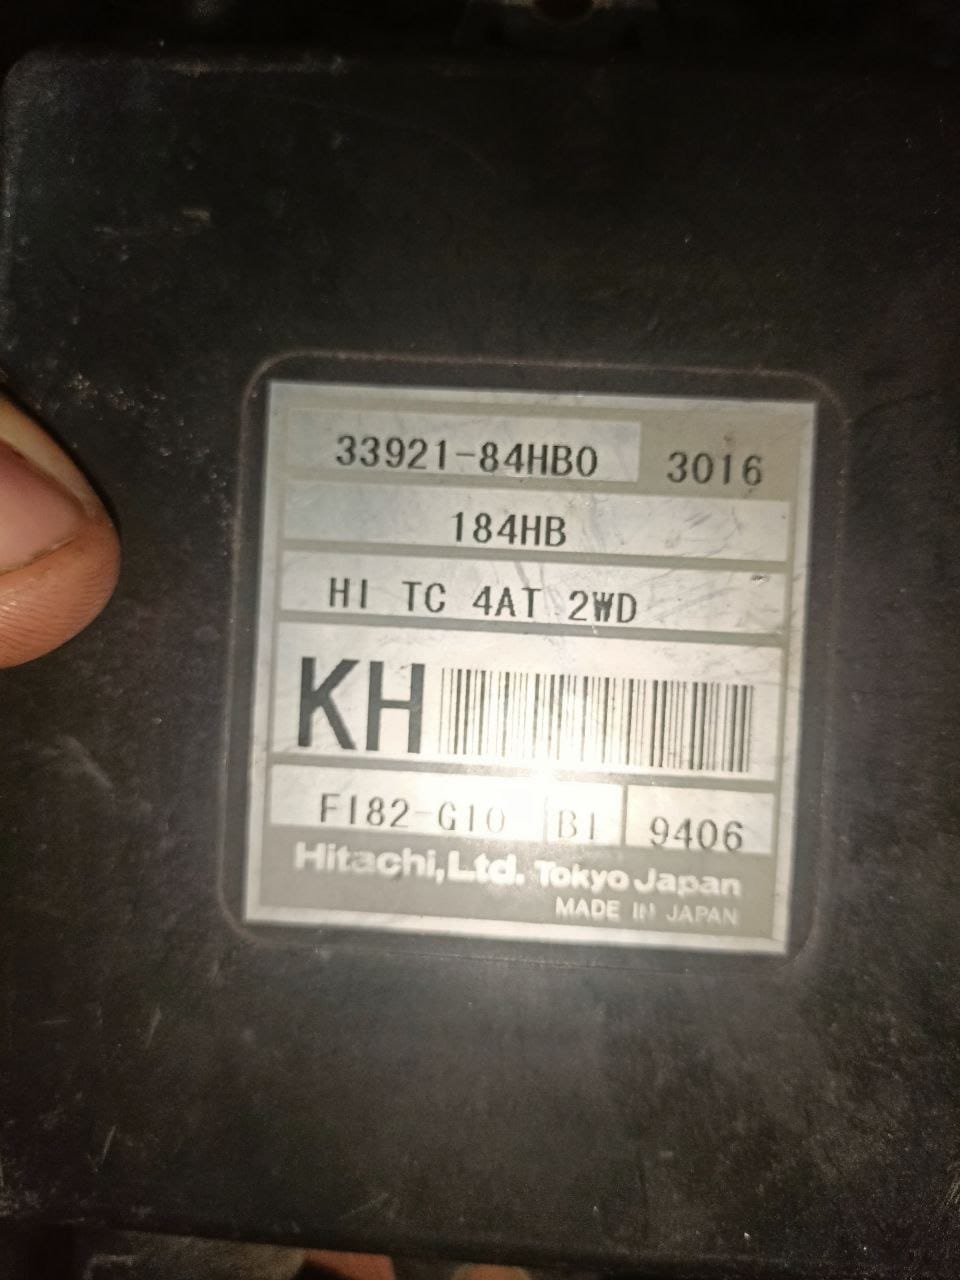 33921-84HB0 3016
184HB
HI TC 4AT 2WD
KH
F182-G10 B1 9406
Hitachi,Ltd. Tokyo Japan
MADE IN JAPAN